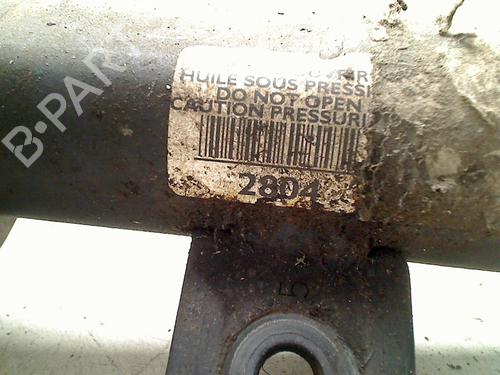 HUILE SOUS PRESSI
DO NOT OPEN
CAUTION PRESSURI
2804
B-PARTS